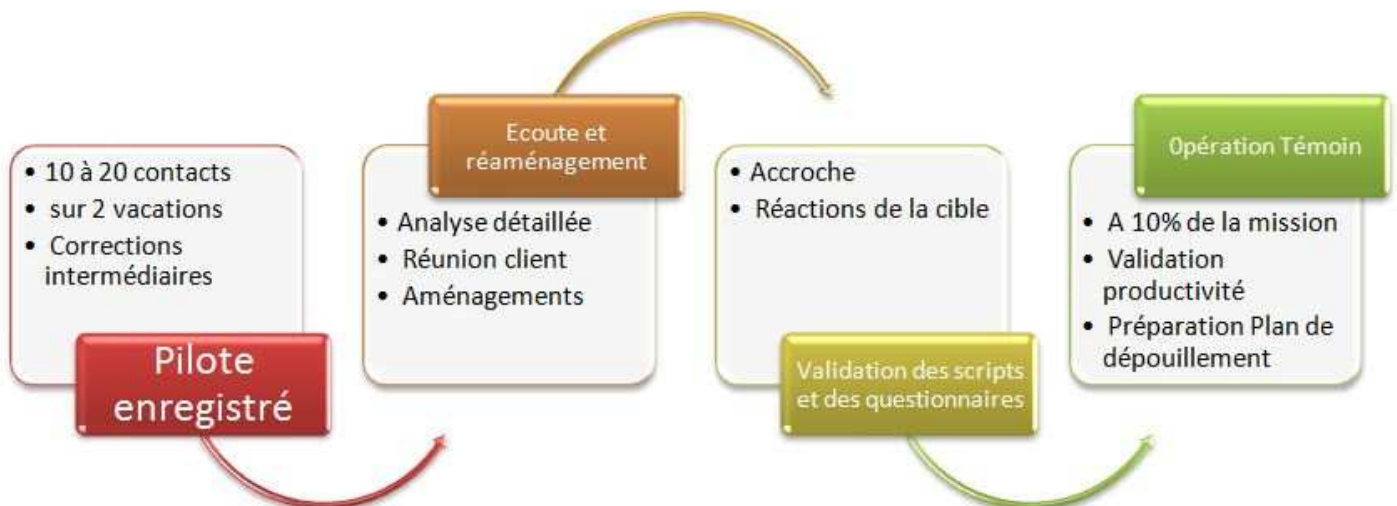 • 10 à 20 contacts
• sur 2 vacations
• Corrections
intermédiaires
Pilote
enregistré
Ecoute et
réaménagement
• Analyse détaillée
• Réunion client
• Aménagements
• Accroche
• Réactions de la cible
Validation des scripts
et des questionnaires
Opération Témoin
• A 10% de la mission
• Validation
productivité
• Préparation Plan de
dépouillement